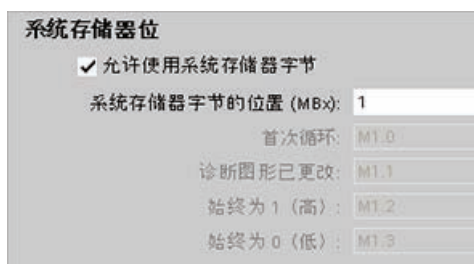 系统存储器位
允许使用系统存储器字节
系统存储器字节的位置 (MBx): 1
首次循环: M1.0
诊断图形已更改: M1.1
始终为 1 (高) : M1.2
始终为 0 (低) : M1.3